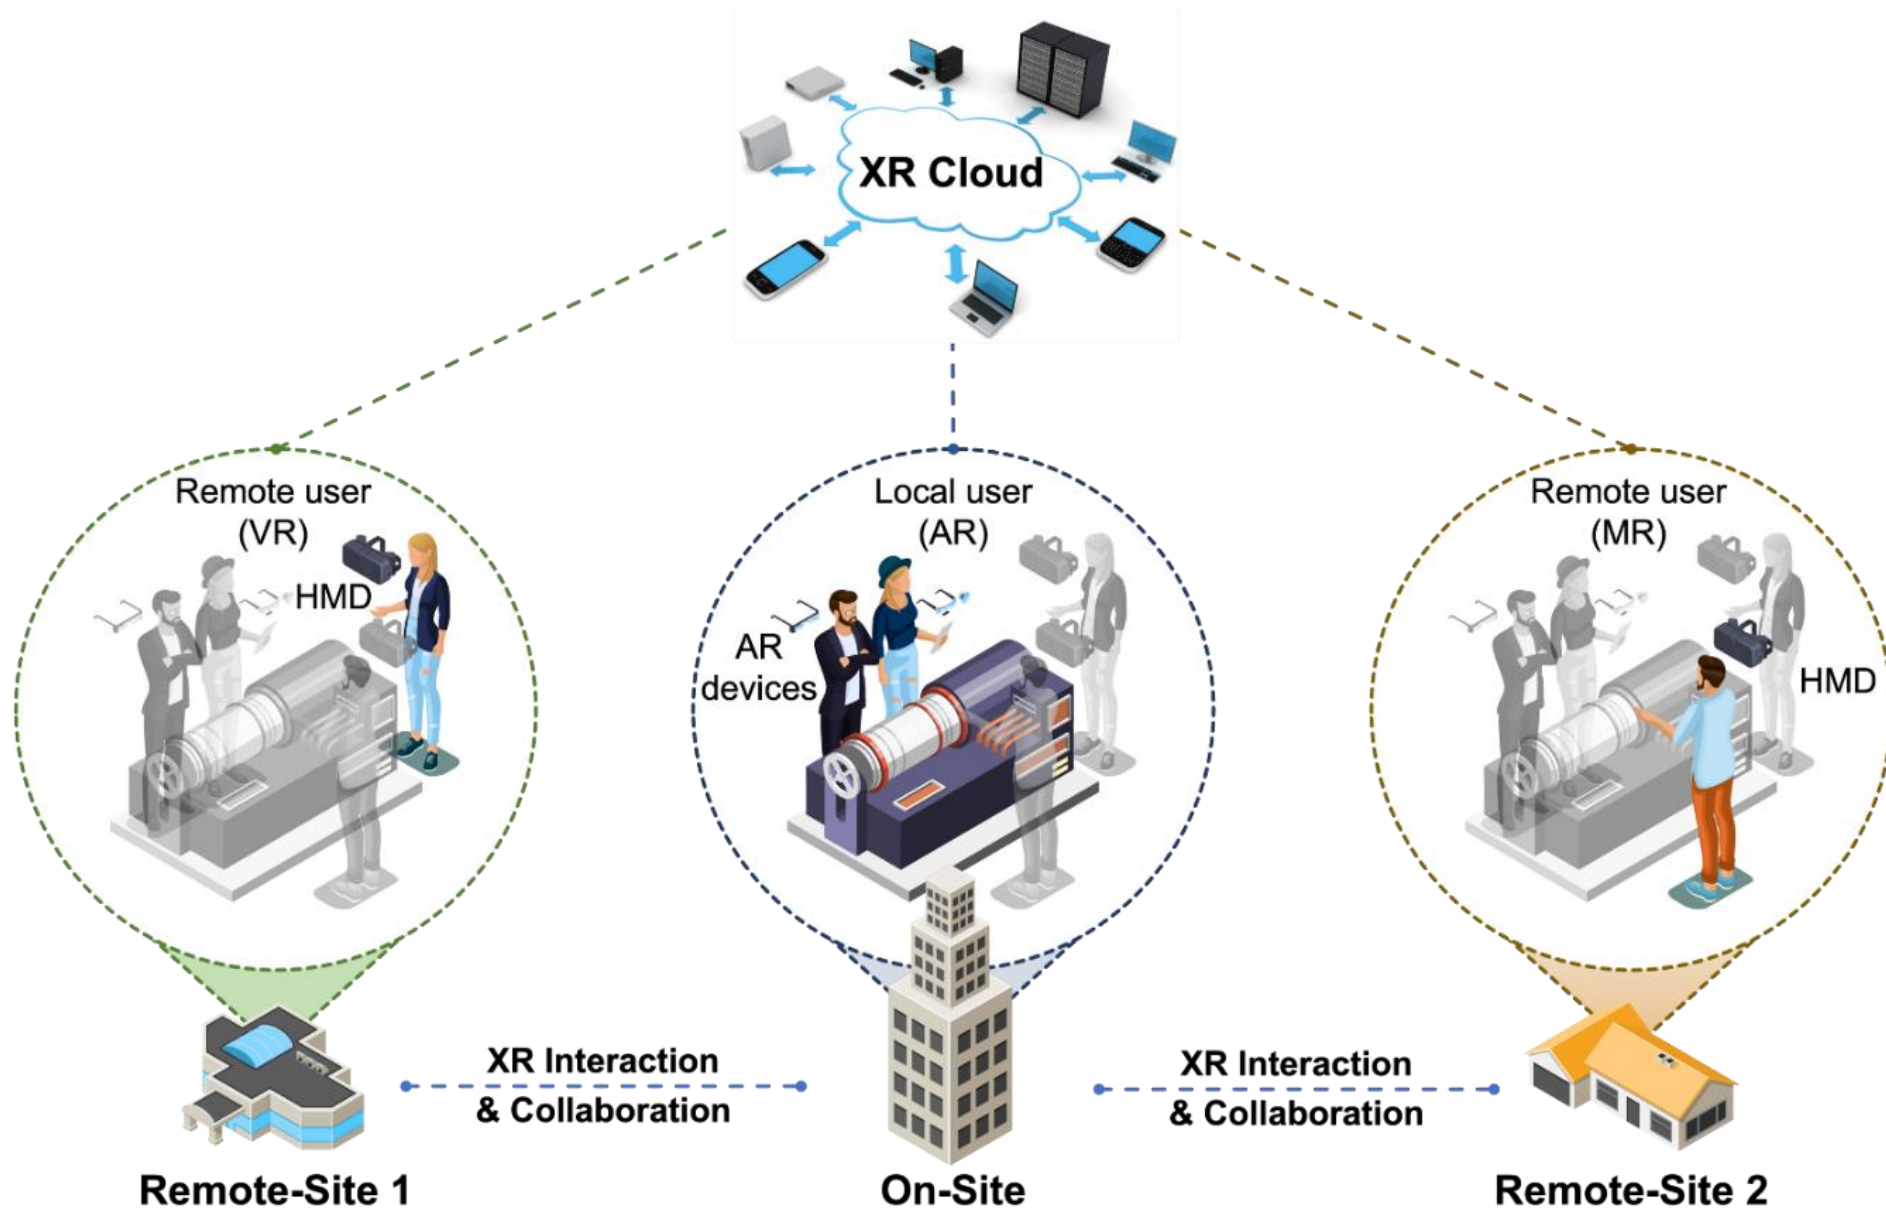 XR Cloud
Remote user
(VR)
HMD
Local user
(AR)
AR
devices
Remote user
(MR)
HMD
XR Interaction
& Collaboration
XR Interaction
& Collaboration
Remote-Site 1
On-Site
Remote-Site 2